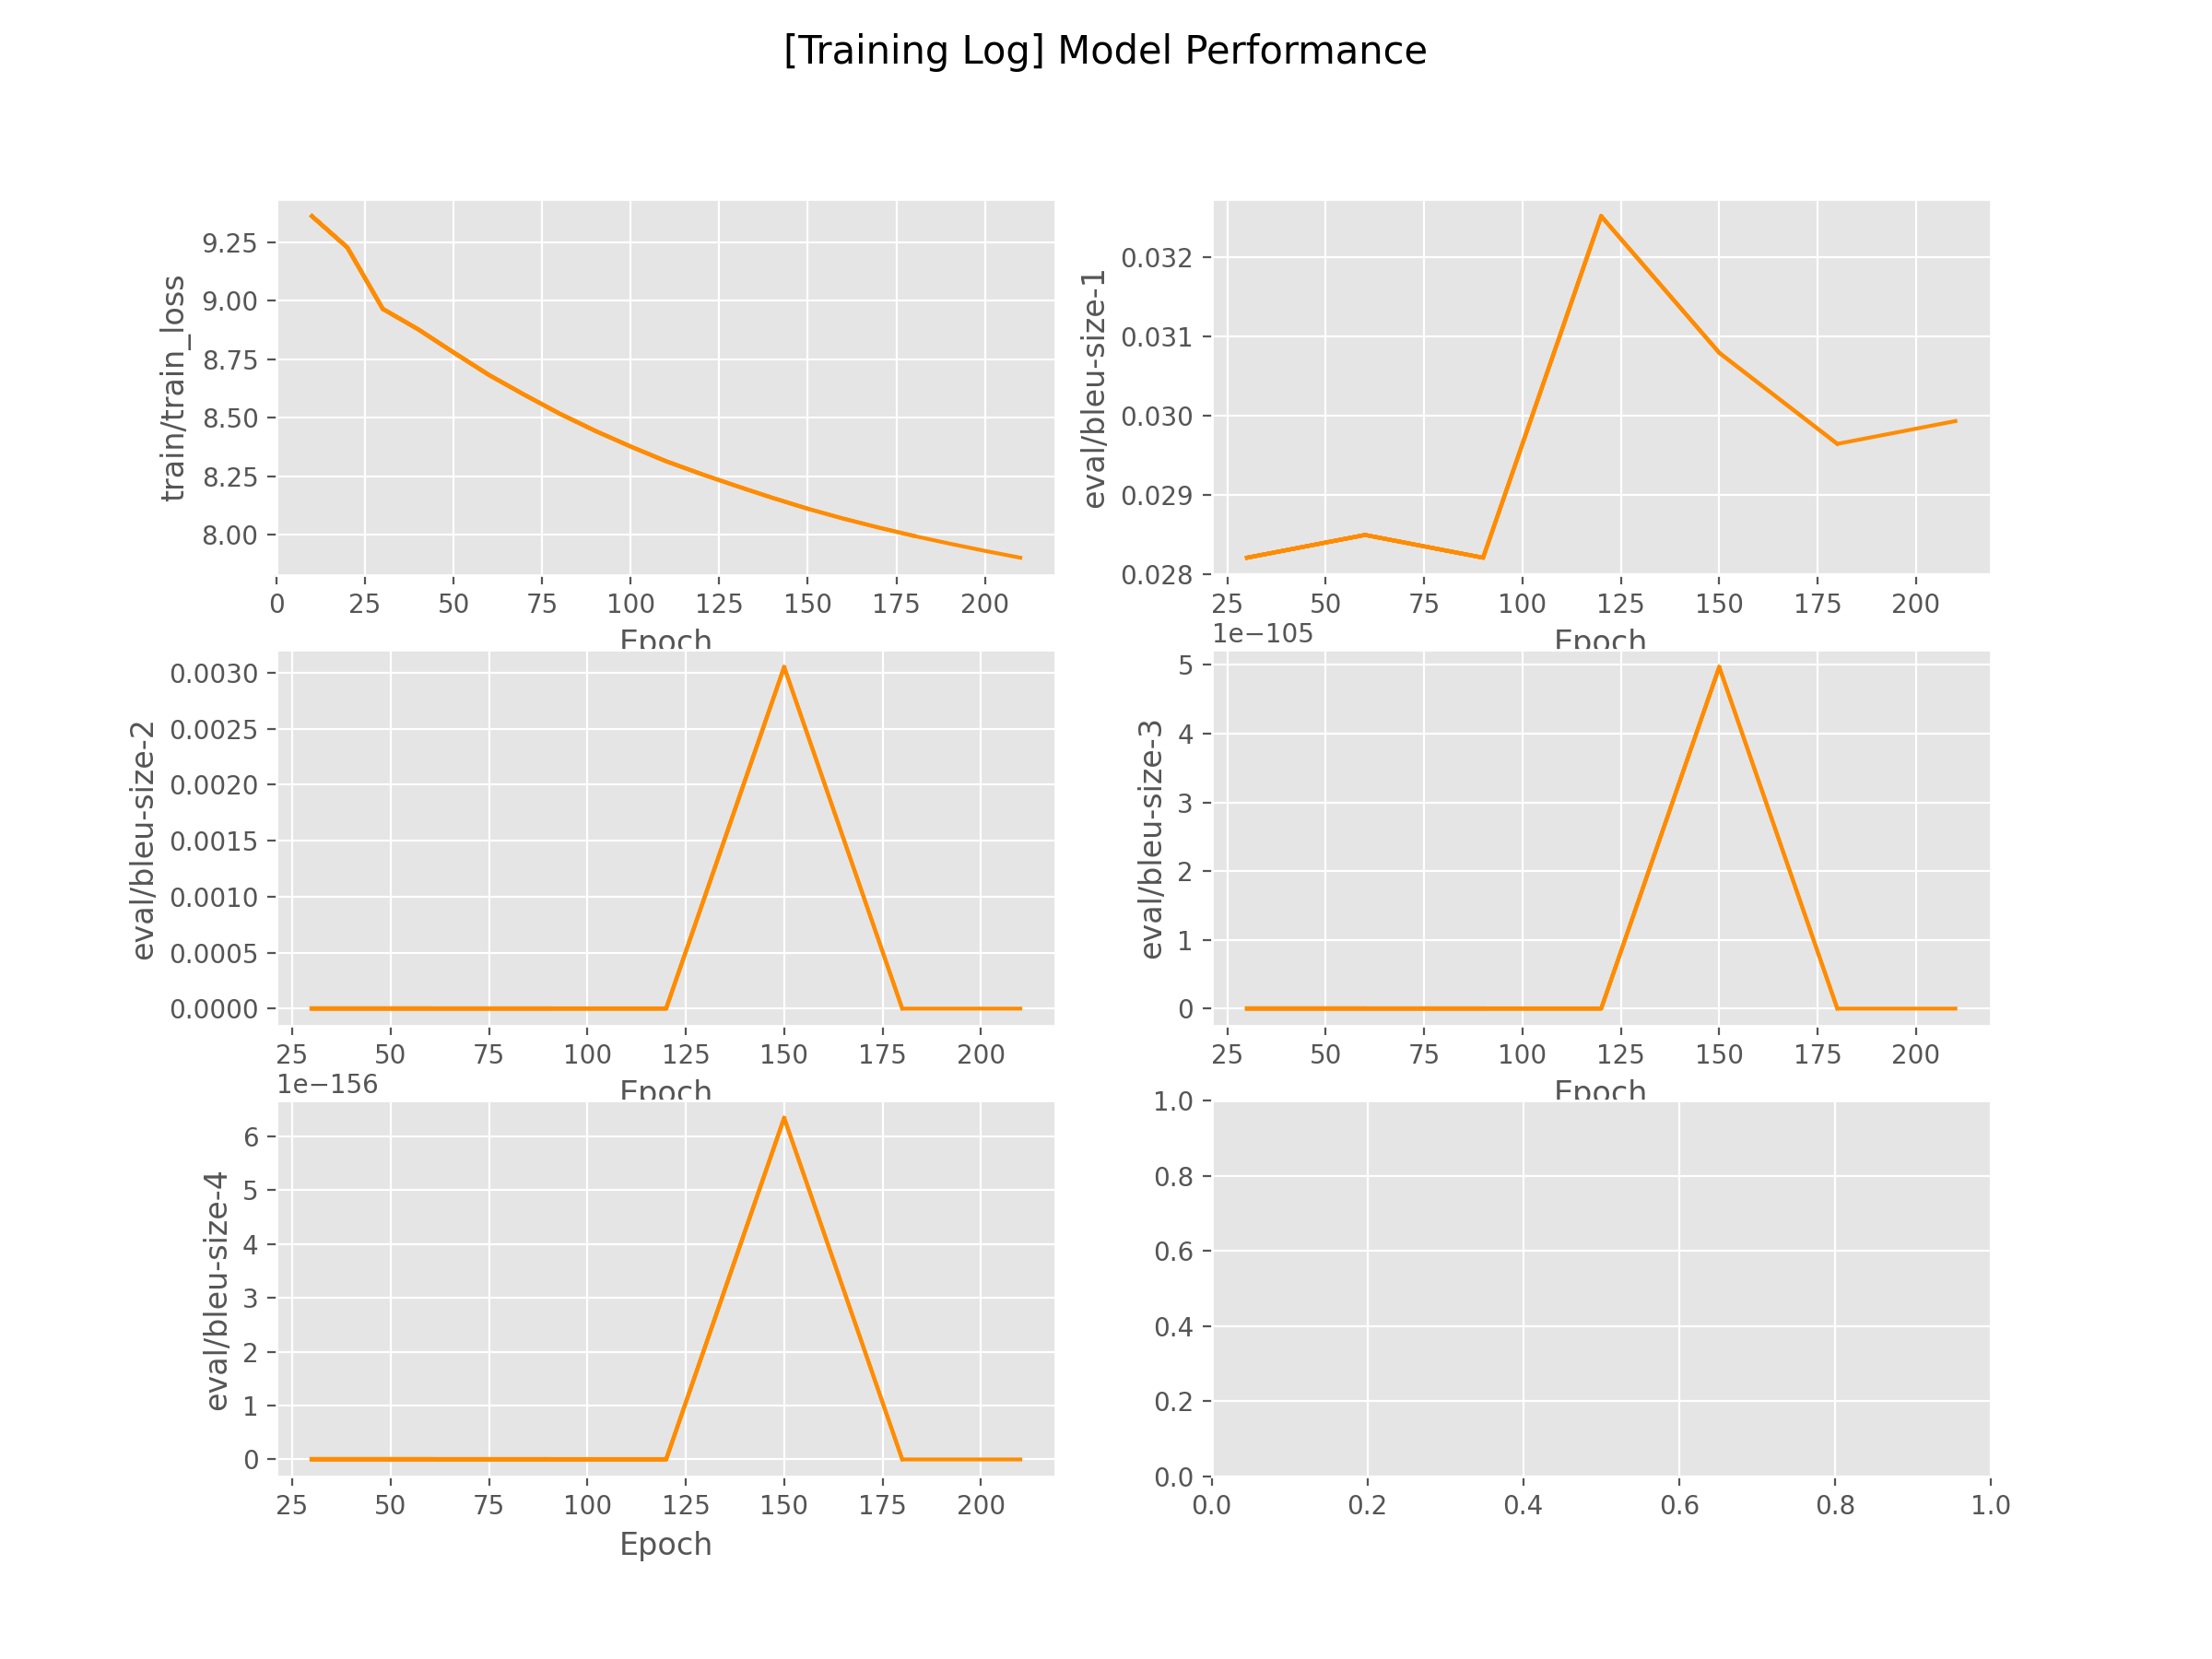 [Training Log] Model Performance
train/train_loss
9.25
9.00
8.75
8.50
8.25
8.00
0 25 50 75 100 125 150 175 200
Epoch
eval/bleu-size-1
0.032
0.031
0.030
0.029
0.028
25 50 75 100 125 150 175 200
Epoch
eval/bleu-size-2
0.0030
0.0025
0.0020
0.0015
0.0010
0.0005
0.0000
25 50 75 100 125 150 175 200
Epoch
1e−105
eval/bleu-size-3
5
4
3
2
1
0
25 50 75 100 125 150 175 200
Epoch
1e−156
eval/bleu-size-4
6
5
4
3
2
1
0
25 50 75 100 125 150 175 200
Epoch
1.0
0.8
0.6
0.4
0.2
0.0
0.0 0.2 0.4 0.6 0.8 1.0